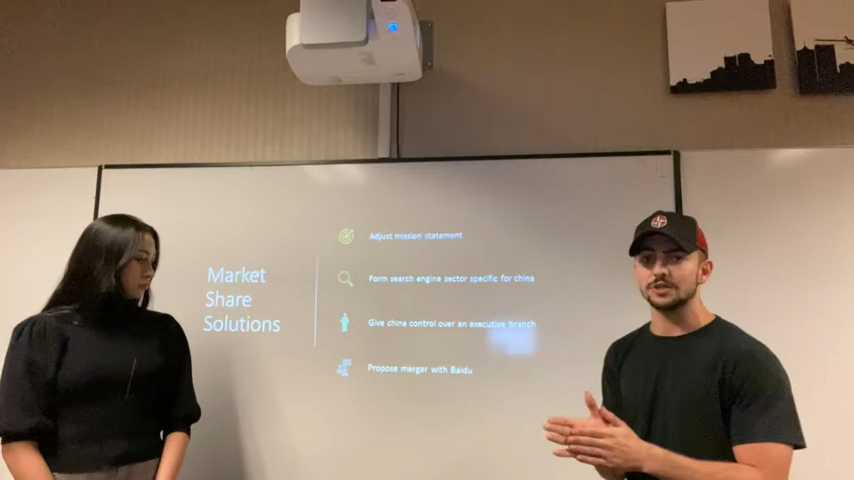 Market
Share
Solutions
Adjust mission statement
Form search engine sector specific for china
Give china control over an executive branch
Propose merger with Baidu